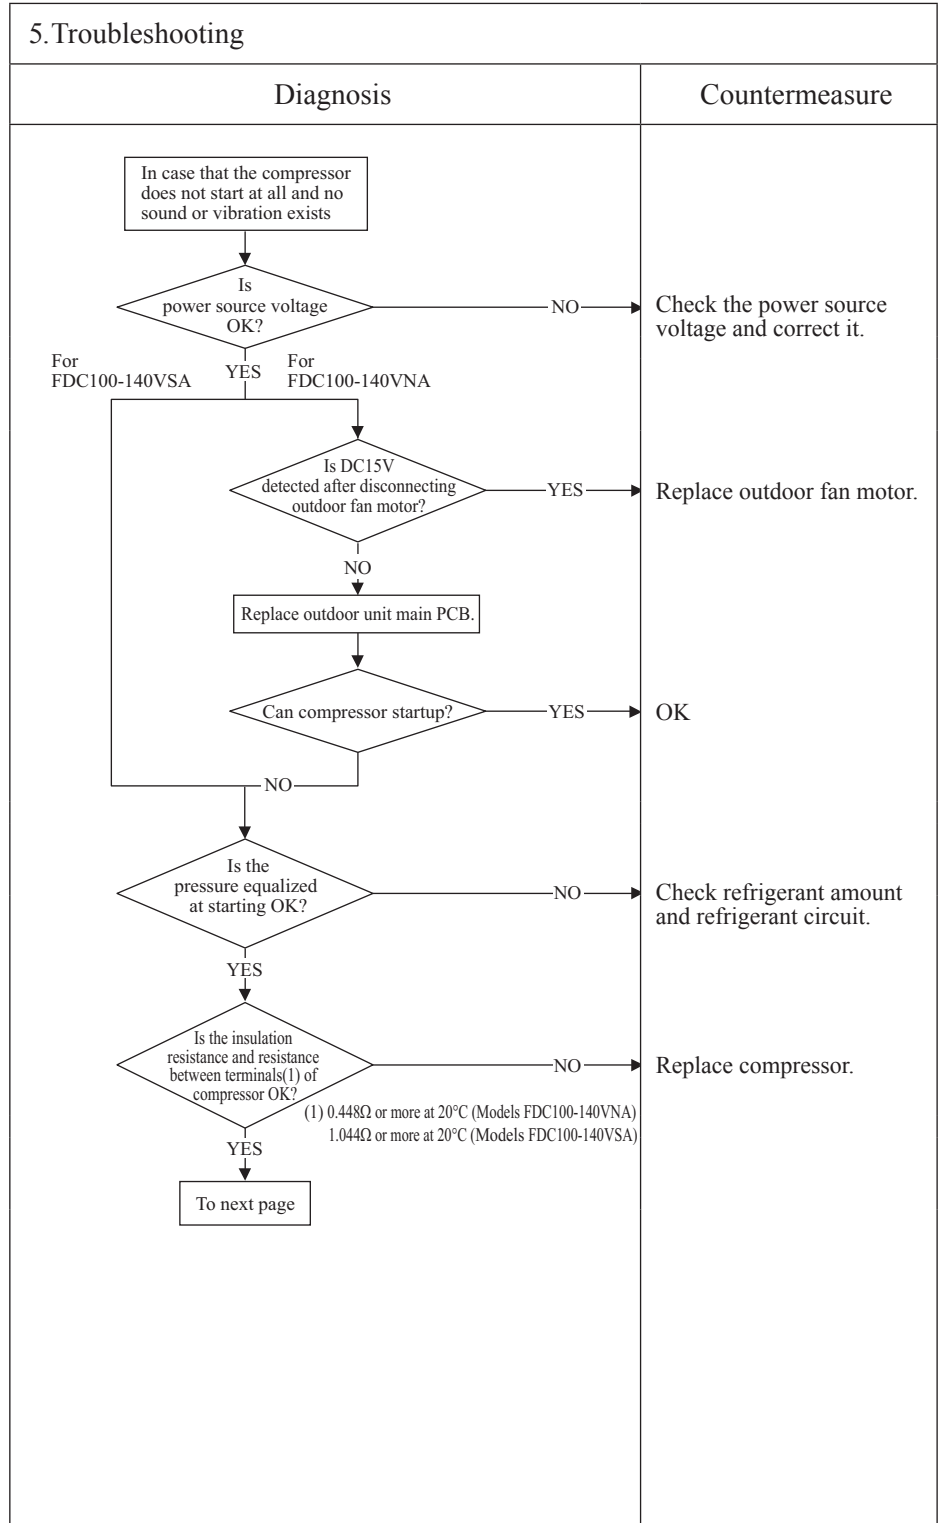 5.Troubleshooting
Diagnosis
Countermeasure
In case that the compressor
does not start at all and no
sound or vibration exists
Is
power source voltage
OK?
NO
Check the power source
voltage and correct it.
For
FDC100-140VSA
YES
For
FDC100-140VNA
Is DC15V
detected after disconnecting
outdoor fan motor?
YES
Replace outdoor fan motor.
NO
Replace outdoor unit main PCB.
Can compressor startup?
YES
OK
NO
Is the
pressure equalized
at starting OK?
NO
Check refrigerant amount
and refrigerant circuit.
YES
Is the insulation
resistance and resistance
between terminals(1) of
compressor OK?
NO
Replace compressor.
(1) 0.448Ω or more at 20°C (Models FDC100-140VNA)
1.044Ω or more at 20°C (Models FDC100-140VSA)
YES
To next page